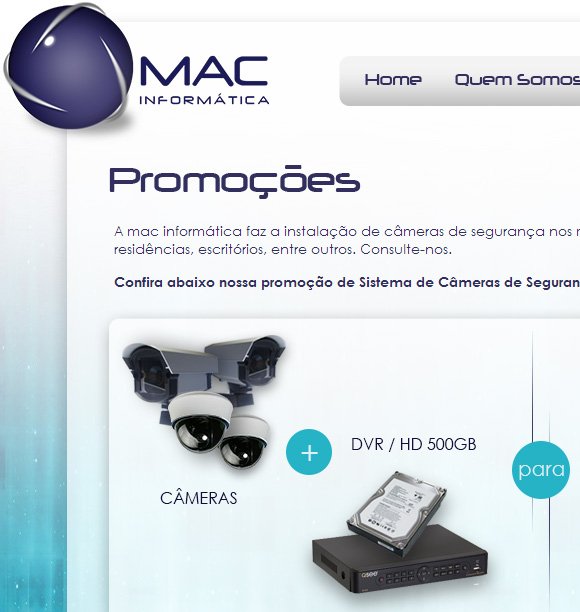 MAC
INFORMÁTICA
Home Quem Somos
Promoções
A mac informática faz a instalação de câmeras de segurança nos
residências, escritórios, entre outros. Consulte-nos.
Confira abaixo nossa promoção de Sistema de Câmeras de Seguran
+
DVR / HD 500GB
para
CÂMERAS
QSEE